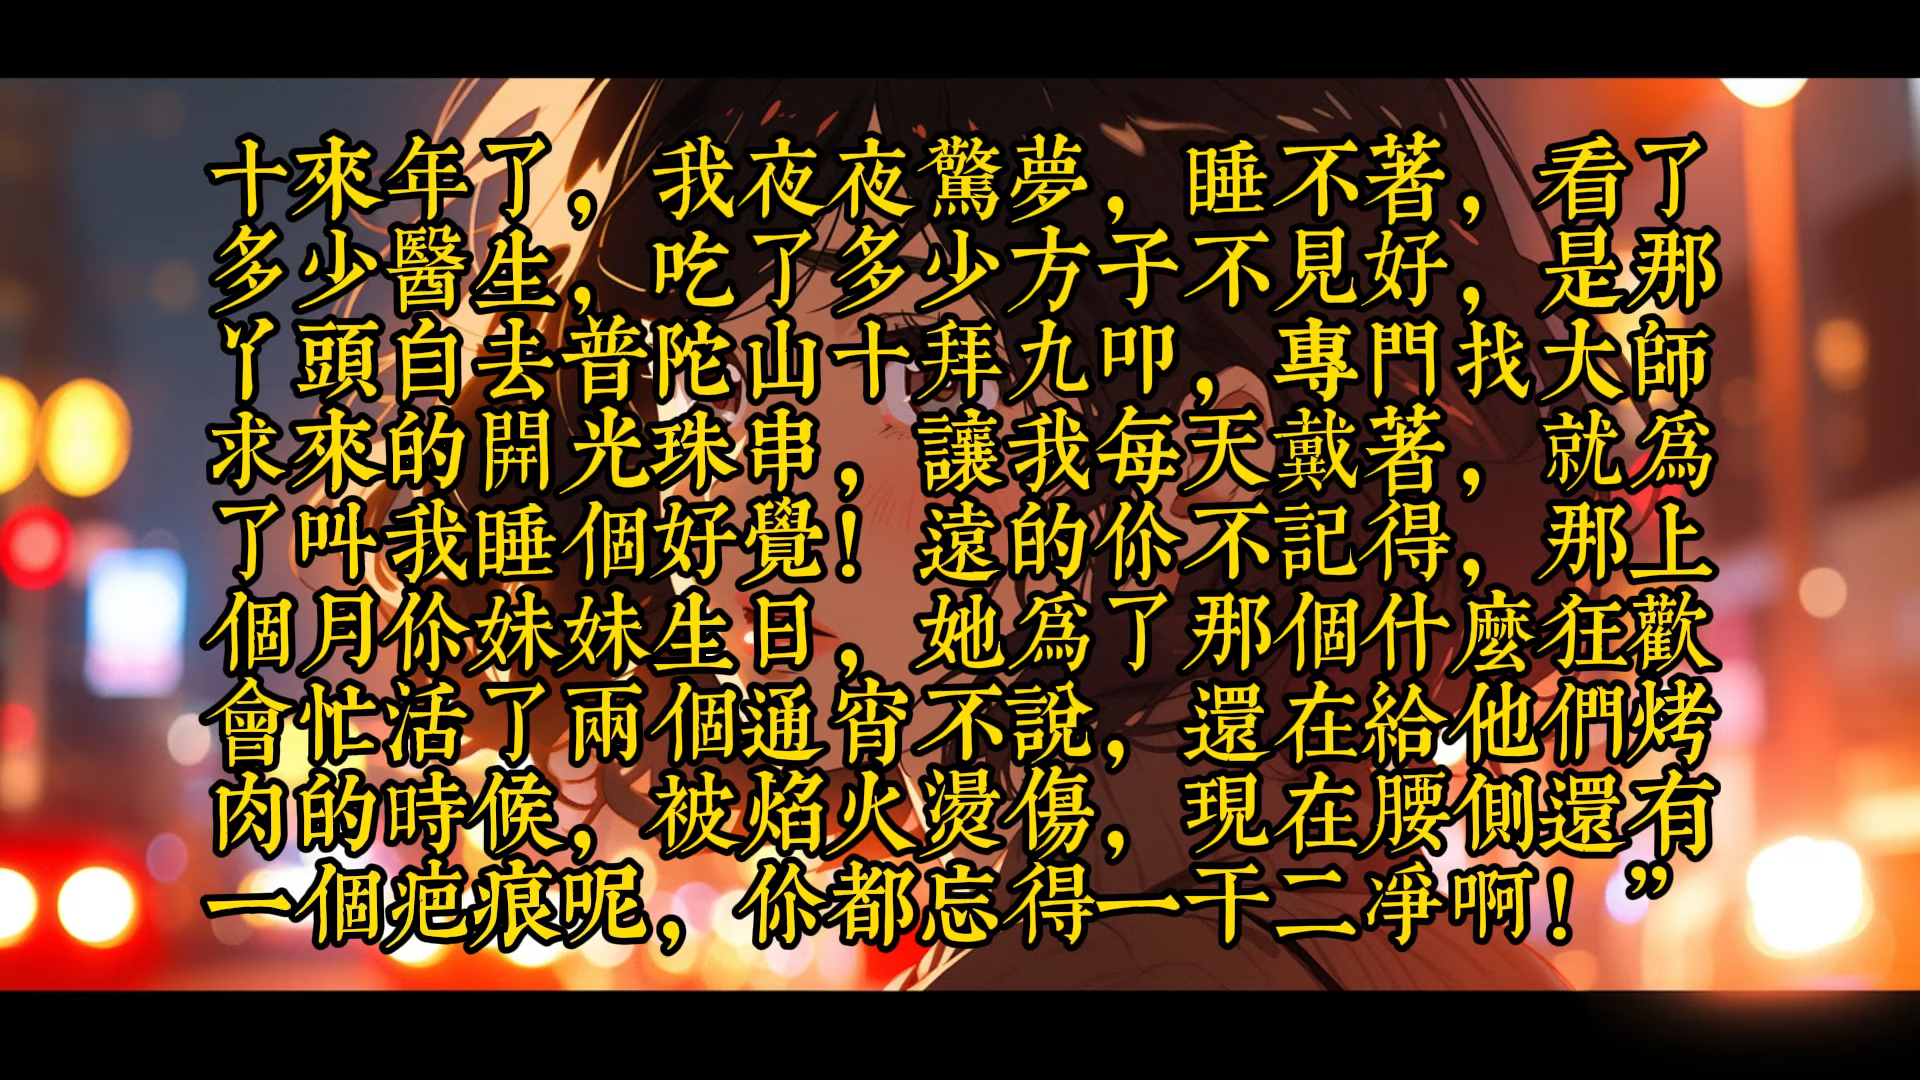 十來年了，我夜夜驚夢，睡不著，看了
多少醫生，吃了多少方子不見好，是那
丫頭自去普陀山十拜九叩，專門找大師
求來的開光珠串，讓我每天戴著，就爲
了叫我睡個好覺！遠的你不記得，那上
個月你妹妹生日，她爲了那個什麼狂歡
會忙活了兩個通宵不說，還在給他們烤
肉的時候，被焰火燙傷，現在腰側還有
一個疤痕呢，你都忘得一干二淨啊！”